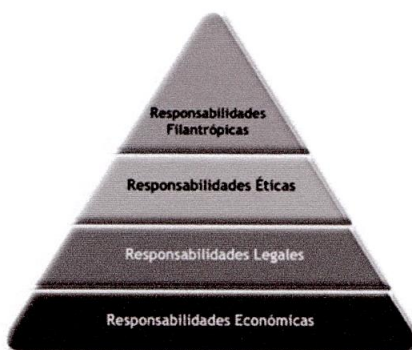 Responsabilidades
Filantrópicas
Responsabilidades Éticas
Responsabilidades Legales
Responsabilidades Económicas